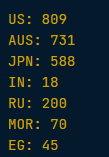 US: 809
AUS: 731
JPN: 588
IN: 18
RU: 200
MOR: 70
EG: 45